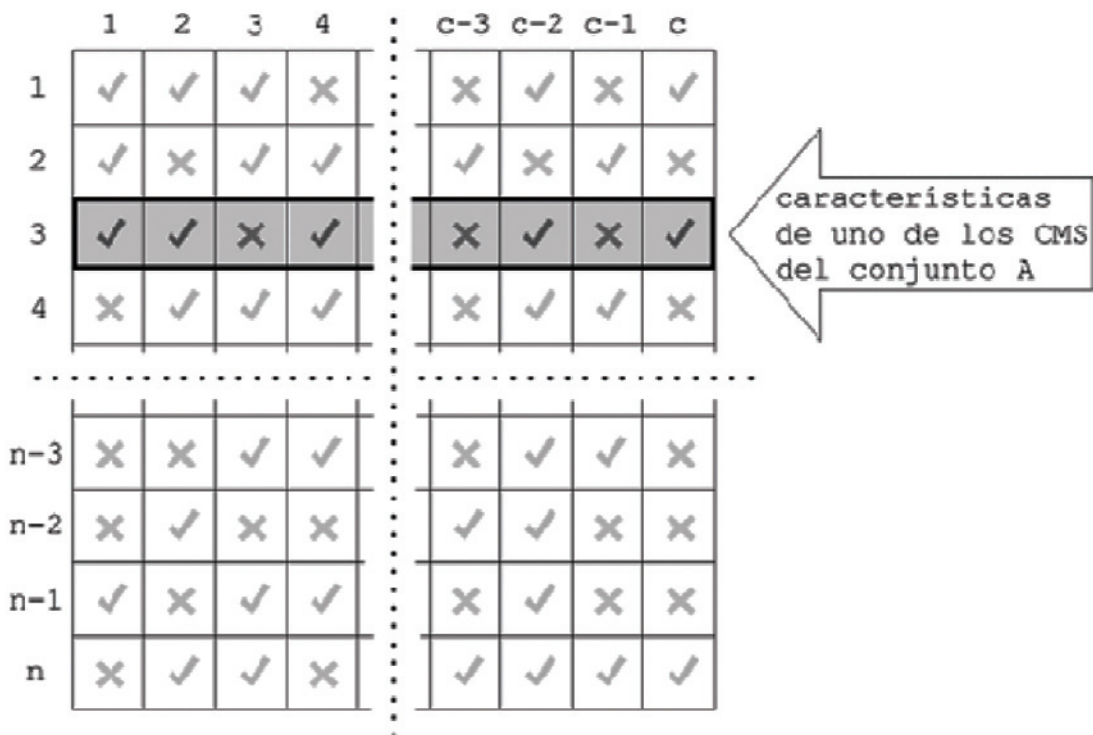 1 2 3 4 c-3 c-2 c-1 c
1
2
3
características
de uno de los CMS
del conjunto A
4
n-3
n-2
n-1
n